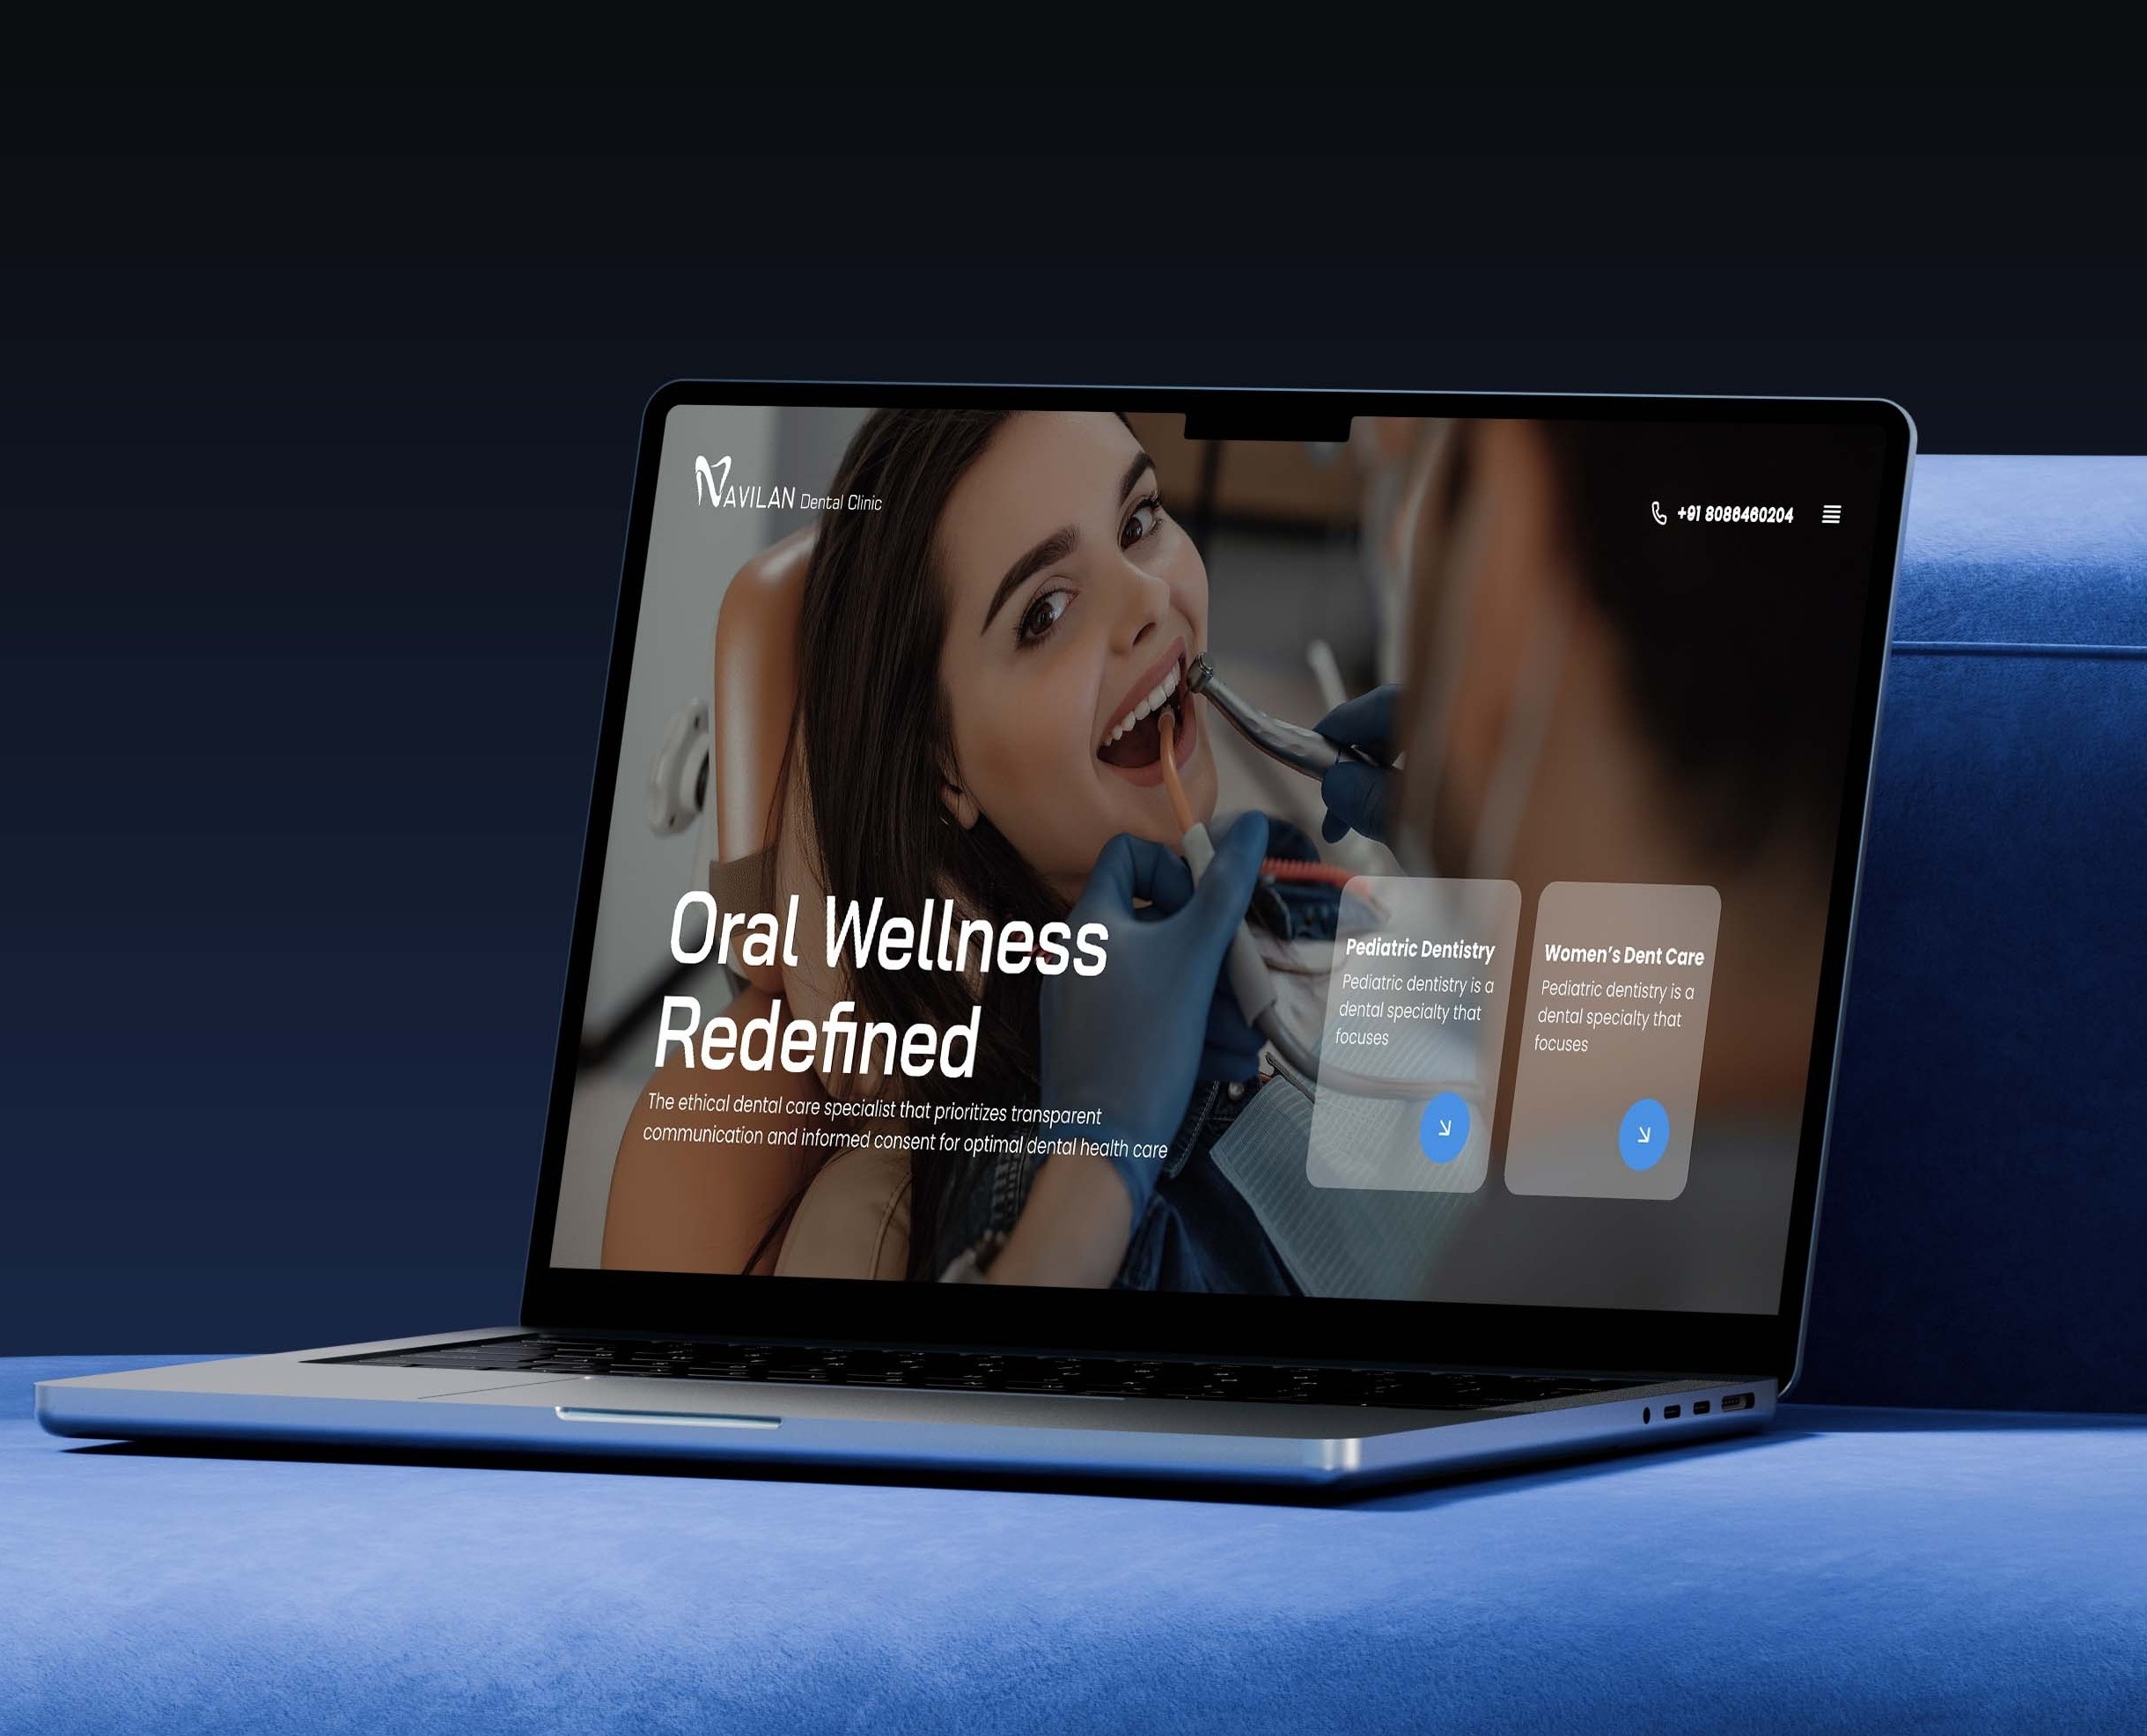 NAVILAN Dental Clinic
+91 8086460204
Oral Wellness
Redefined
The ethical dental care specialist that prioritizes transparent
communication and informed consent for optimal dental health care
Pediatric Dentistry
Pediatric dentistry is a
dental specialty that
focuses
Women's Dent Care
Pediatric dentistry is a
dental specialty that
focuses